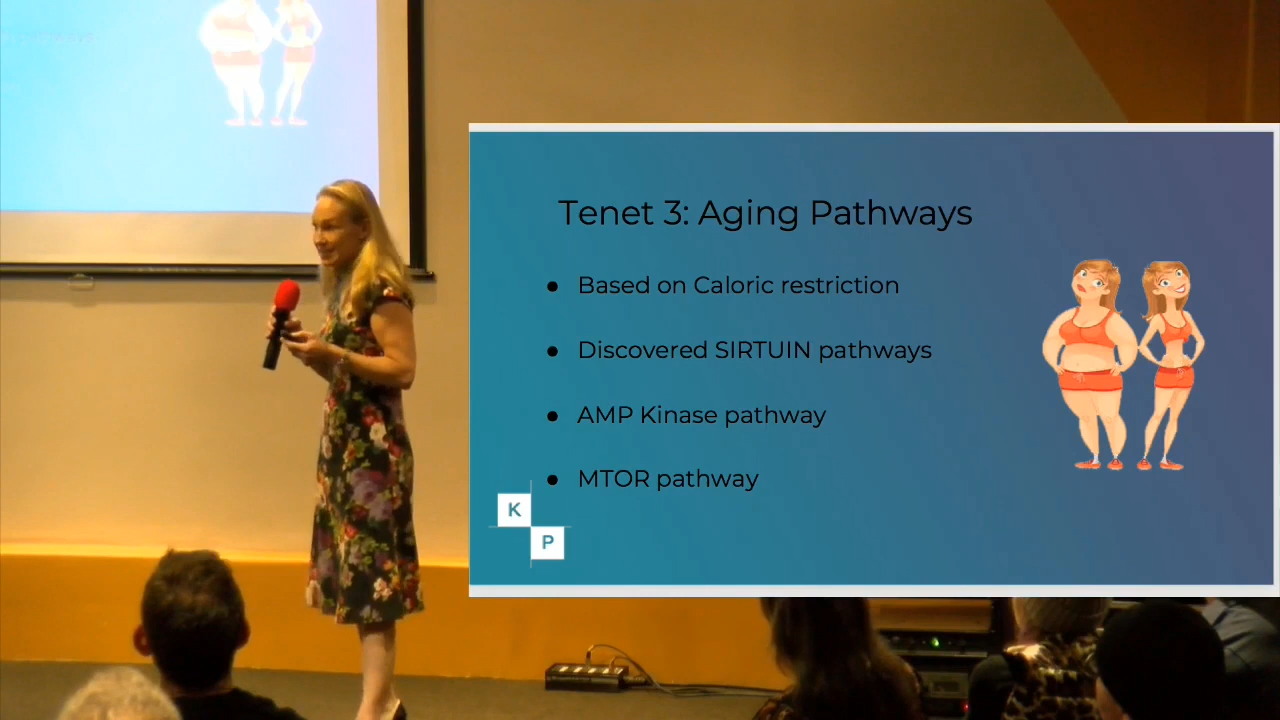 Tenet 3: Aging Pathways
● Based on Caloric restriction
● Discovered SIRTUIN pathways
● AMP Kinase pathway
● MTOR pathway
K
P